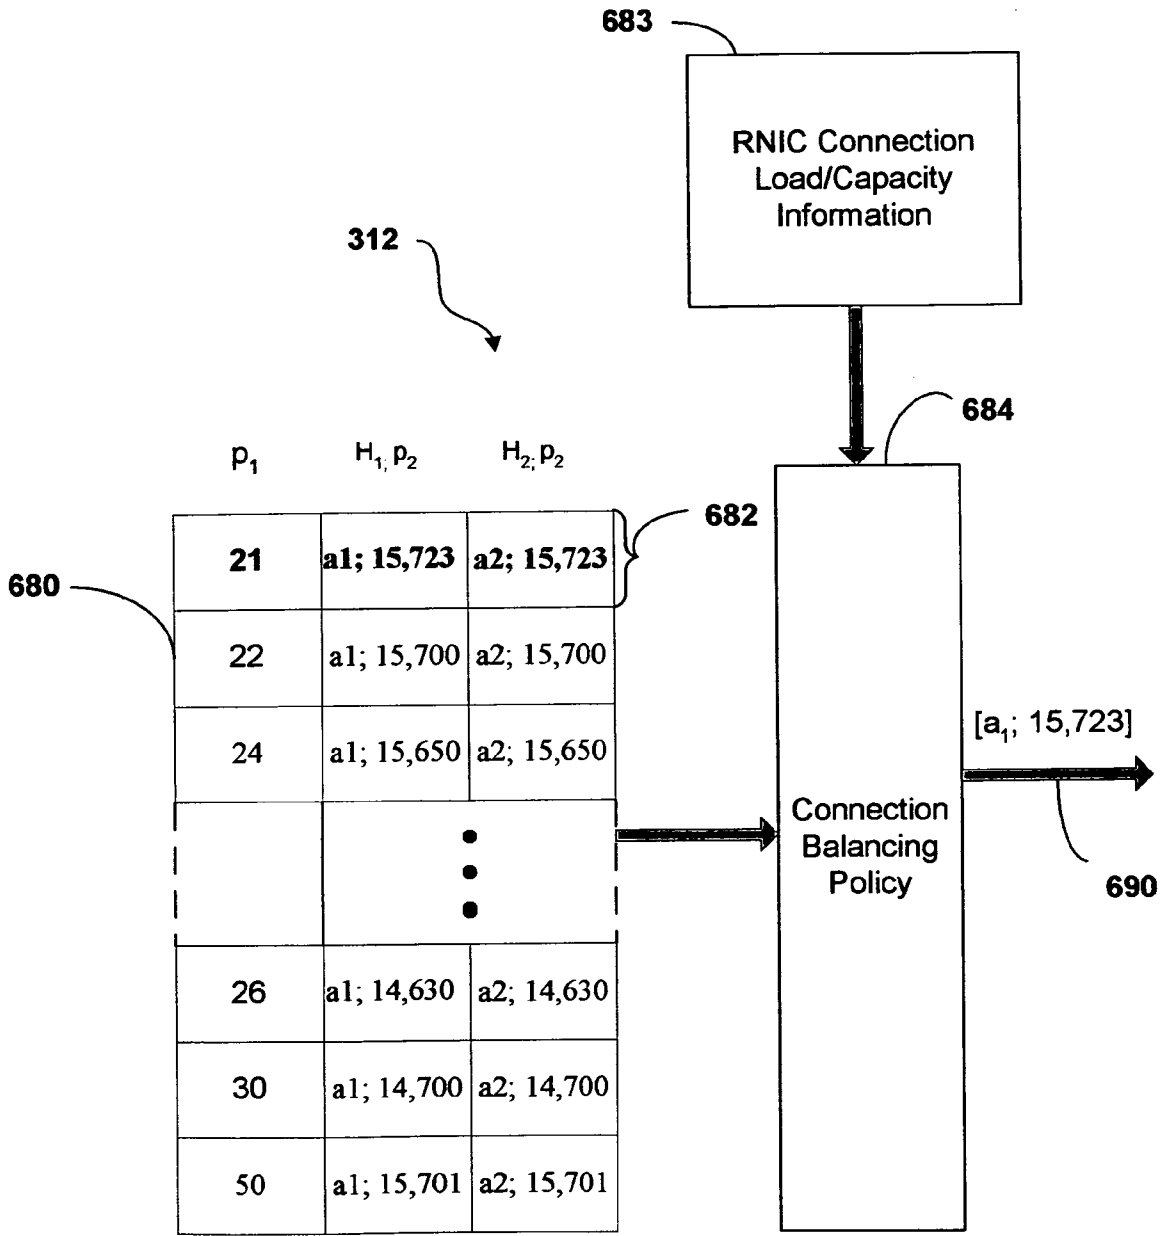 683
RNIC Connection
Load/Capacity
Information
312
684
p1 H1; p2 H2; p2
682
21 a1; 15,723 a2; 15,723
680
22 a1; 15,700 a2; 15,700
24 a1; 15,650 a2; 15,650
[a1; 15,723]
Connection
Balancing
Policy
690
26 a1; 14,630 a2; 14,630
30 a1; 14,700 a2; 14,700
50 a1; 15,701 a2; 15,701